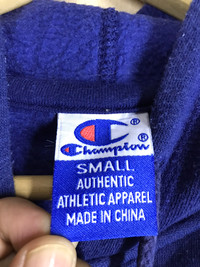 ®
Champion®
SMALL
AUTHENTIC
ATHLETIC APPAREL
MADE IN CHINA